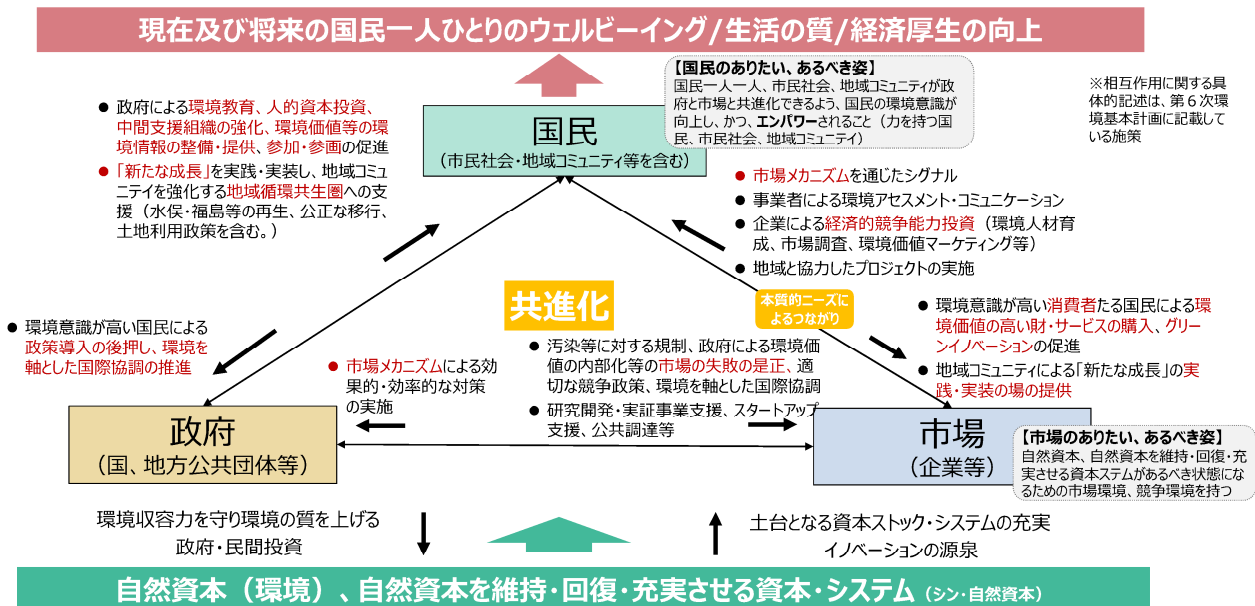 現在及び将来の国民一人ひとりのウェルビーイング/生活の質/経済厚生の向上
【国民のありたい、あるべき姿】
国民一人一人、市民社会、地域コミュニティが政
府と市場と共進化できるよう、国民の環境意識が
向上し、かつ、エンパワーされること（力を持つ国
民、市民社会、地域コミュニテイ）
※相互作用に関する具
体的記述は、第６次環
境基本計画に記載して
いる施策
● 政府による環境教育、人的資本投資、
中間支援組織の強化、環境価値等の環
境情報の整備・提供、参加・参画の促進
● 「新たな成長」を実践・実装し、地域コミュ
ニテイを強化する地域循環共生圏への支
援（水俣・福島等の再生、公正な移行、
土地利用政策を含む。）
国民
（市民社会・地域コミュニティ等を含む）
● 市場メカニズムを通じたシグナル
● 事業者による環境アセスメント・コミュニケーション
● 企業による経済的競争能力投資（環境人材育
成、市場調査、環境価値マーケティング等）
● 地域と協力したプロジェクトの実施
共進化
本質的ニーズに
よるつながり
● 環境意識が高い国民による
政策導入の後押し、環境を
軸とした国際協調の推進
● 市場メカニズムによる効
果的・効率的な対策
の実施
● 汚染等に対する規制、政府による環境価
値の内部化等の市場の失敗の是正、適
切な競争政策、環境を軸とした国際協調
● 研究開発・実証事業支援、スタートアップ
支援、公共調達等
● 環境意識が高い消費者たる国民による環
境価値の高い財・サービスの購入、グリー
ンイノベーションの促進
● 地域コミュニティによる「新たな成長」の実
践・実装の場の提供
政府
（国、地方公共団体等）
市場
（企業等）
【市場のありたい、あるべき姿】
自然資本、自然資本を維持・回復・充
実させる資本ステムがあるべき状態にな
るための市場環境、競争環境を持つ
環境収容力を守り環境の質を上げる
政府・民間投資
土台となる資本ストック・システムの充実
イノベーションの源泉
自然資本（環境）、自然資本を維持・回復・充実させる資本・システム（シン・自然資本）